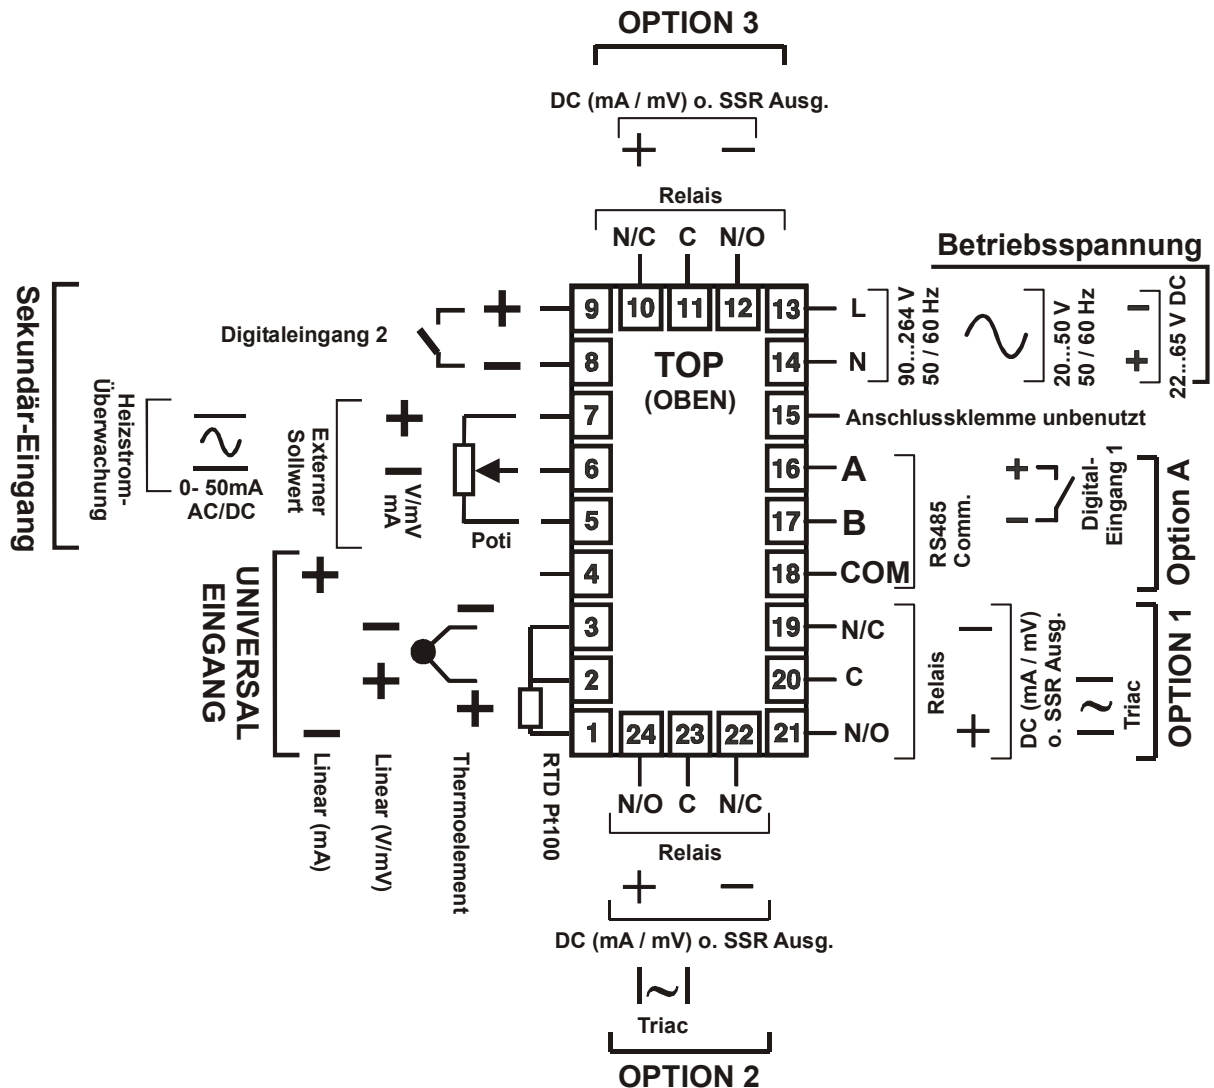 OPTION 3
DC (mA / mV) o. SSR Ausg.
+ −
Relais
N/C C N/O
Betriebsspannung
9 10 11 12 13 L
90...264 V
50 / 60 Hz
20...50 V
50 / 60 Hz
− +
22...65 V DC
Sekundär-Eingang
Digitaleingang 2
+
−
8
TOP
(OBEN)
14 N
7
15 Anschlussklemme unbenutzt
Heizstrom-
Überwachung
0- 50mA
AC/DC
Externer
Sollwert
+
−
V/mV
mA
Poti
6
5
4
16 A
17 B
18 COM
RS485
Comm.
+
−
Digital-
Eingang 1
Option A
UNIVERSAL
EINGANG
+
−
Linear (mA)
−
+
Linear (V/mV)
−
+
Thermoelement
RTD Pt100
3
2
1 24 23 22 21 N/O
19 N/C
20 C
Relais
−
+
DC (mA / mV)
o. SSR Ausg.
~
Triac
OPTION 1
N/O C N/C
Relais
+ −
DC (mA / mV) o. SSR Ausg.
~
Triac
OPTION 2